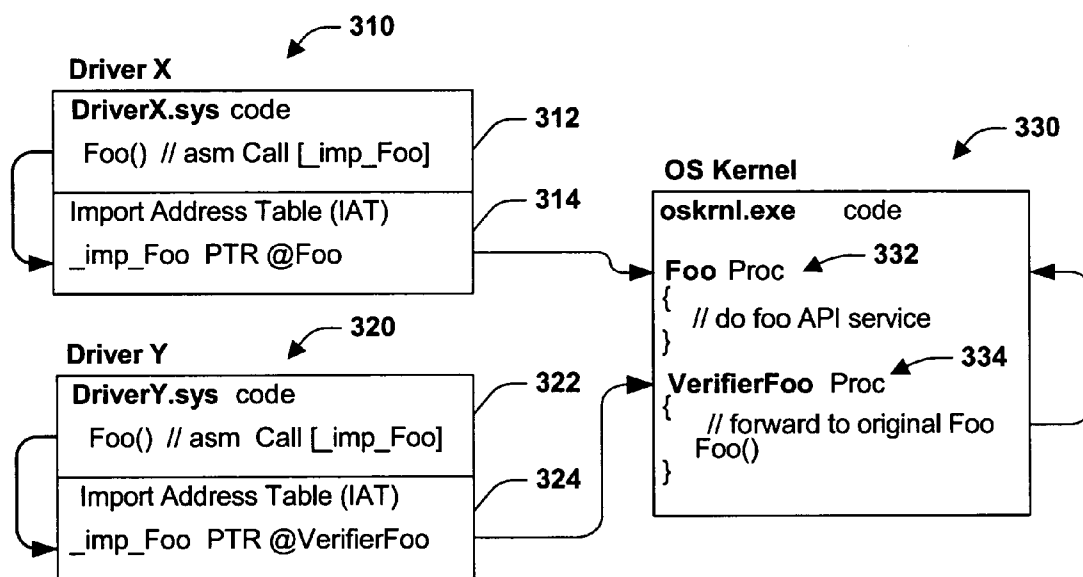 310
Driver X
DriverX.sys code
Foo() // asm Call [_imp_Foo]
312
Import Address Table (IAT)
314
_imp_Foo PTR @Foo
320
Driver Y
DriverY.sys code
322
Foo() // asm Call [_imp_Foo]
Import Address Table (IAT)
324
_imp_Foo PTR @VerifierFoo
330
OS Kernel
oskrnl.exe code
Foo Proc
332
{
// do foo API service
}
334
VerifierFoo Proc
{
// forward to original Foo
Foo()
}